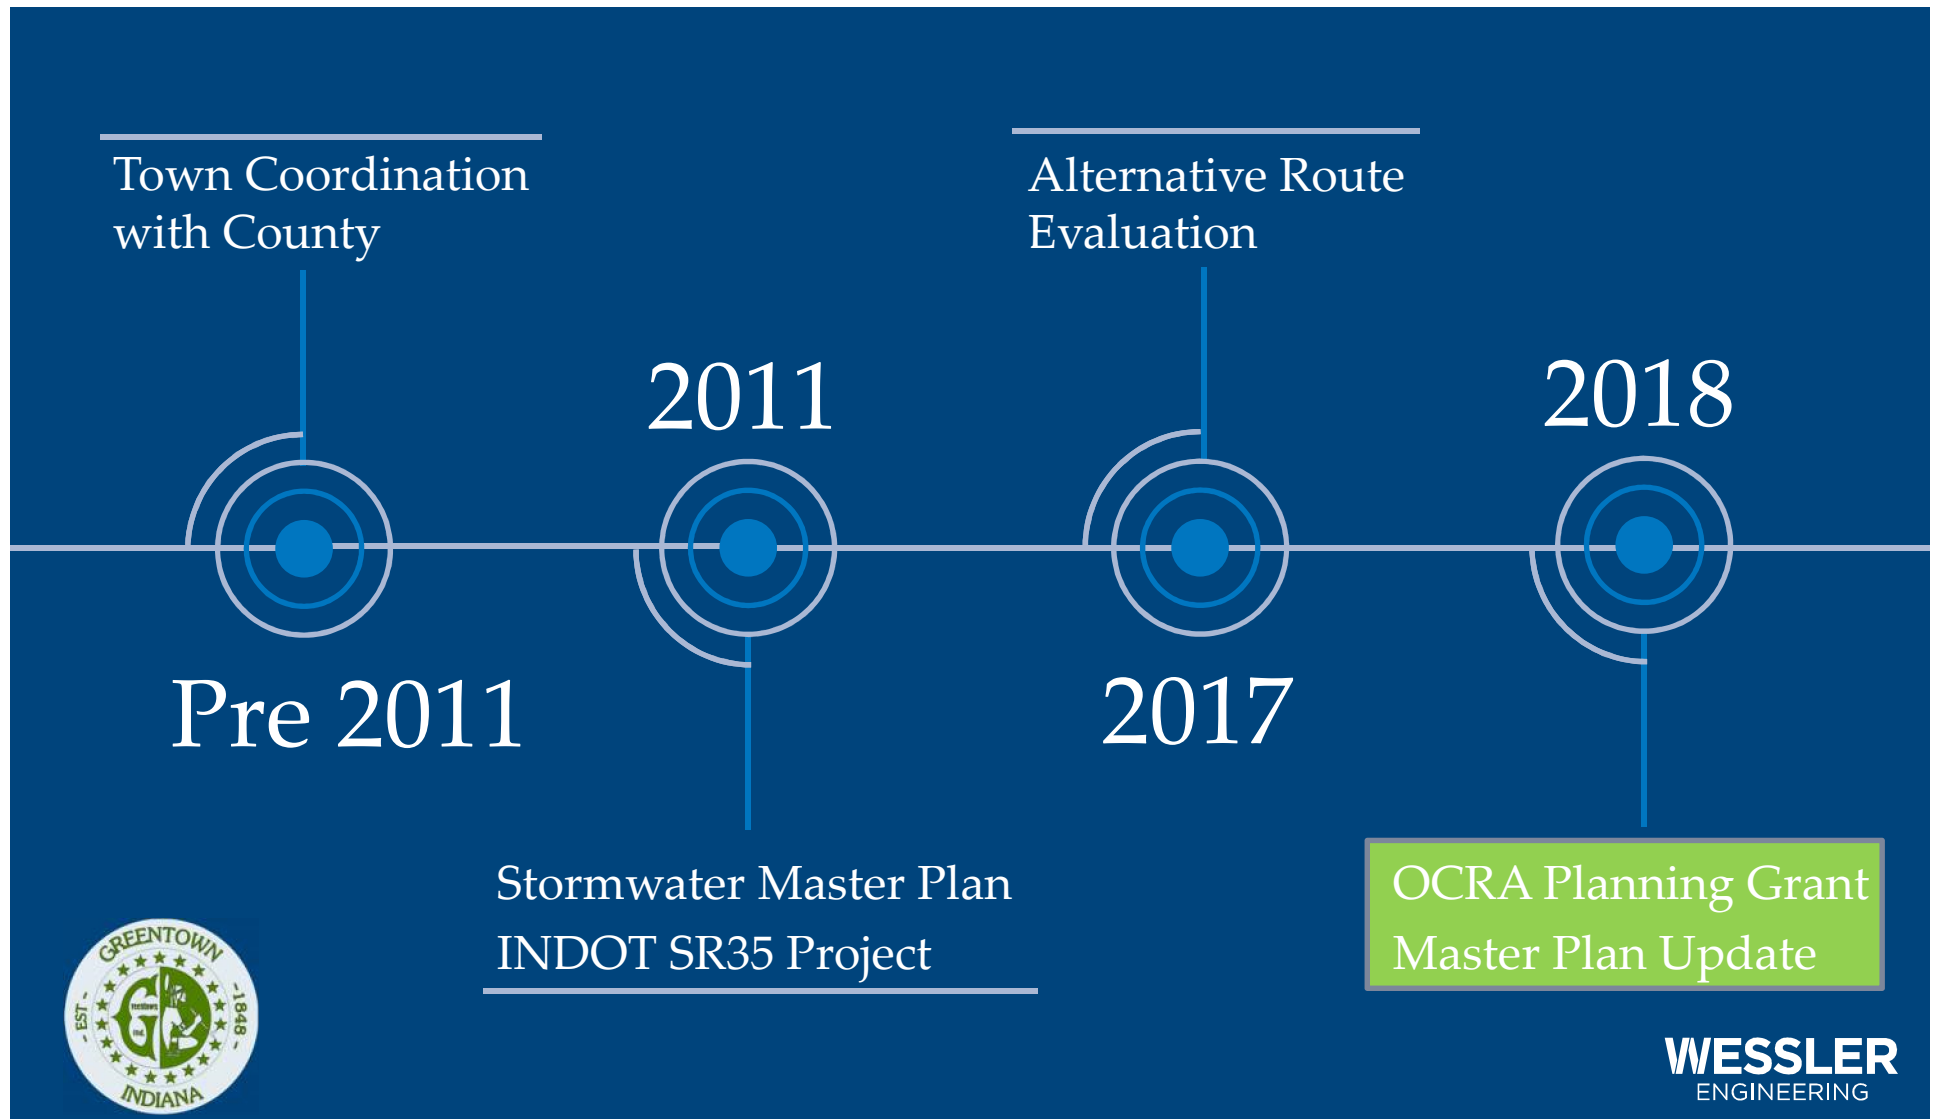 Town Coordination
with County
Alternative Route
Evaluation
2011
2018
Pre 2011
2017
Stormwater Master Plan
INDOT SR35 Project
OCRA Planning Grant
Master Plan Update
GREENTOWN
- EST -
- 1848 -
INDIANA
WESSLER
ENGINEERING